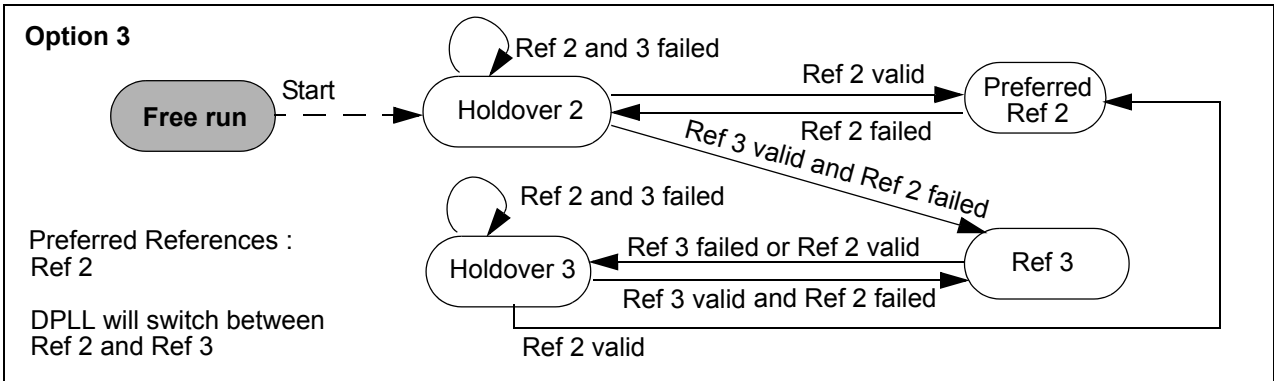 Option 3
Ref 2 and 3 failed
Start
Free run
Holdover 2
Ref 2 valid
Preferred
Ref 2
Ref 2 failed
Ref 3 valid and Ref 2 failed
Ref 2 and 3 failed
Preferred References :
Ref 2
Holdover 3
Ref 3 failed or Ref 2 valid
Ref 3
Ref 3 valid and Ref 2 failed
DPLL will switch between
Ref 2 and Ref 3
Ref 2 valid